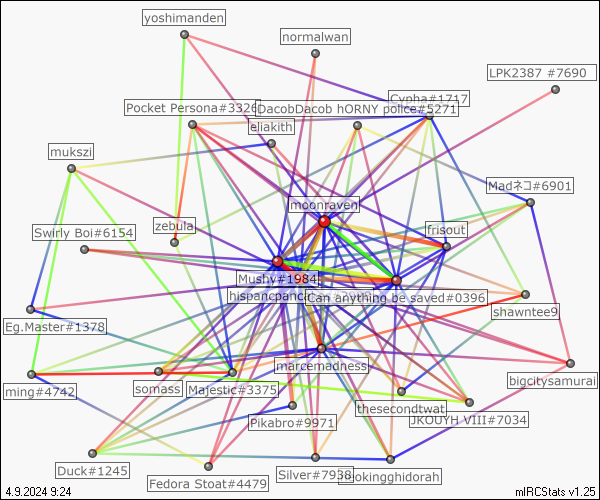 yoshimanden
normalwan
LPK2387 #7690
Cypha#1717
Pocket Persona#3326
DacobDacob hORNY police#5271
eliakith
mukszi
Madネコ#6901
moonraven
zebula
frisout
Swirly Boi#6154
Mushy#1984
Can anything be saved#0396
shawntee9
Eg.Master#1378
marcemadness
bigcitysamurai
ming#4742
somass
Majestic#3375
thesecondtwat
JKOUYH VIII#7034
Pikabro#9971
Duck#1245
Fedora Stoat#4479
Silver#7938
4.9.2024 9:24
mIRCStats v1.25